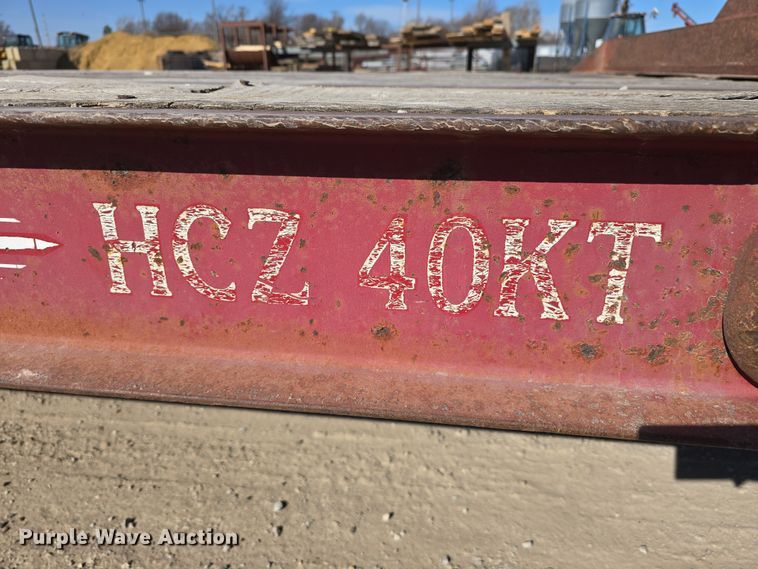 HCZ 40KT
Purple Wave Auction